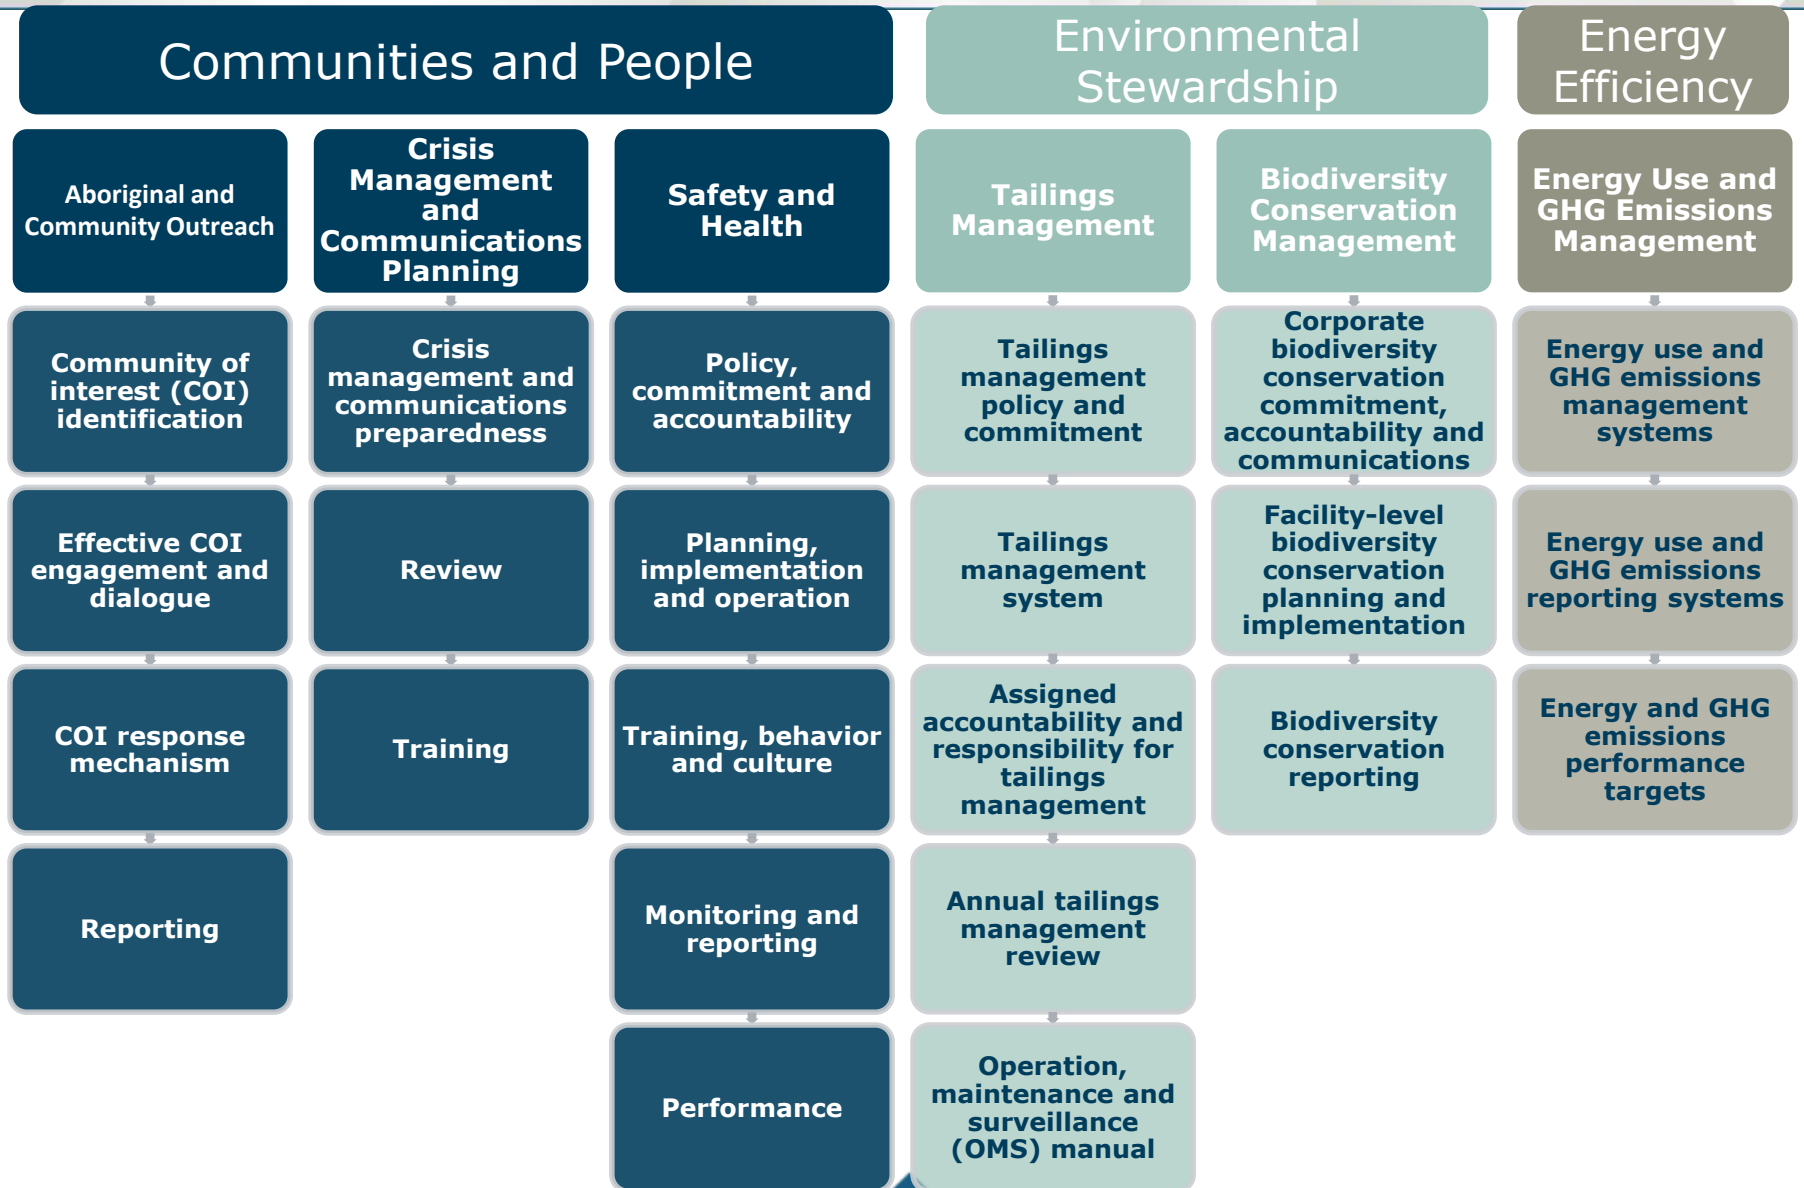 Communities and People
Environmental
Stewardship
Energy
Efficiency
Aboriginal and
Community Outreach
Crisis
Management
and
Communications
Planning
Safety and
Health
Tailings
Management
Biodiversity
Conservation
Management
Energy Use and
GHG Emissions
Management
Community of
interest (COI)
identification
Crisis
management and
communications
preparedness
Policy,
commitment and
accountability
Tailings
management
policy and
commitment
Corporate
biodiversity
conservation
commitment,
accountability and
communications
Energy use and
GHG emissions
management
systems
Effective COI
engagement and
dialogue
Review
Planning,
implementation
and operation
Tailings
management
system
Facility-level
biodiversity
conservation
planning and
implementation
Energy use and
GHG emissions
reporting systems
COI response
mechanism
Training
Training, behavior
and culture
Assigned
accountability and
responsibility for
tailings
management
Biodiversity
conservation
reporting
Energy and GHG
emissions
performance
targets
Reporting
Monitoring and
reporting
Annual tailings
management
review
Performance
Operation,
maintenance and
surveillance
(OMS) manual